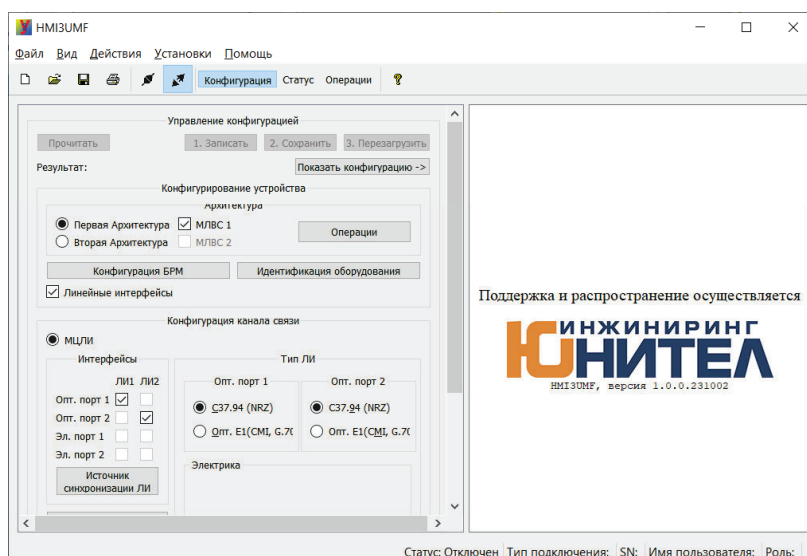 HMI3UMF
Файл Вид Действия Установки Помощь
Конфигурация Статус Операции
Управление конфигурацией
Прочитать 1. Записать 2. Сохранить 3. Перезагрузить
Результат: Показать конфигурацию ->
Конфигурирование устройства
Архитектура
Первая Архитектура МЛВС 1
Вторая Архитектура МЛВС 2
Операции
Конфигурация БРМ Идентификация оборудования
Линейные интерфейсы
Конфигурация канала связи
МЦЛИ
Интерфейсы
ЛИ1 ЛИ2
Опт. порт 1
Опт. порт 2
Эл. порт 1
Эл. порт 2
Источник
синхронизации ЛИ
Тип ЛИ
Опт. порт 1 Опт. порт 2
C37.94 (NRZ) C37.94 (NRZ)
Опт. E1(CMI, G.70 Опт. E1(CMI, G.70
Электрика
Поддержка и распространение осуществляется
ИНЖИНИРИНГ
ЮНИТЕЛ
HMI3UMF, версия 1.0.0.231002
Статус: Отключен Тип подключения: SN: Имя пользователя: Роль: